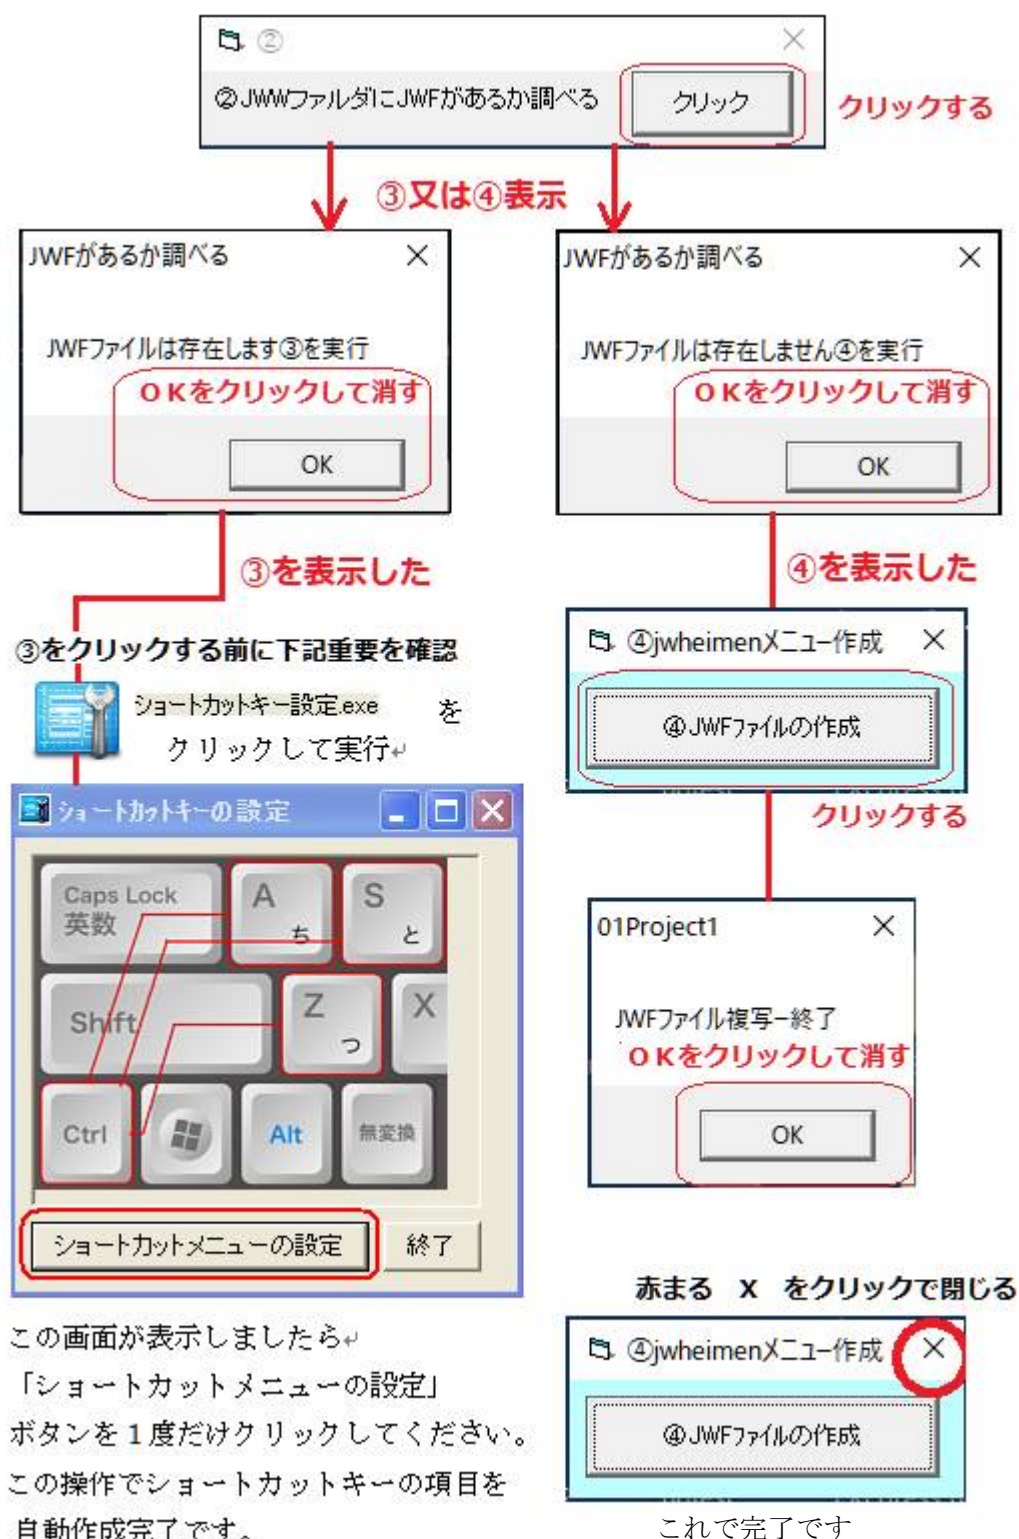 ②
②JWWファルダにJWFがあるか調べる
クリック
クリックする
③又は④表示
JWFがあるか調べる
JWFファイルは存在します③を実行
ＯＫをクリックして消す
OK
JWFがあるか調べる
JWFファイルは存在しません④を実行
ＯＫをクリックして消す
OK
③を表示した
③をクリックする前に下記重要を確認
ショートカットキー設定.exe を
クリックして実行↵
ショートカットキーの設定
Caps Lock
英数
A
ち
S
と
Shift
Z
つ
X
Ctrl
Alt
無変換
ショートカットメニューの設定
終了
この画面が表示しましたら↵
「ショートカットメニューの設定」
ボタンを１度だけクリックしてください。
この操作でショートカットキーの項目を
自動作成完了です。
④を表示した
④jwheimenメニュー作成
④JWFファイルの作成
クリックする
01Project1
JWFファイル複写ー終了
ＯＫをクリックして消す
OK
赤まる　X　をクリックで閉じる
④jwheimenメニュー作成
④JWFファイルの作成
これで完了です